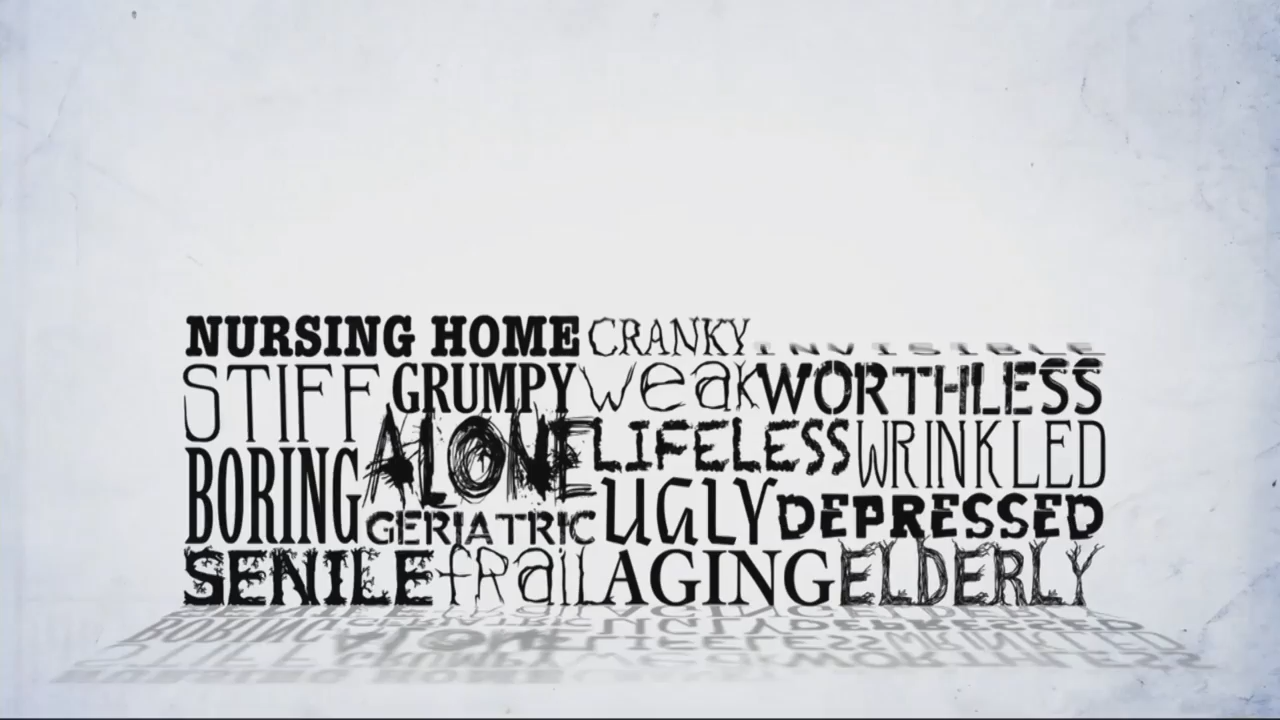 NURSING HOME CRANKY INVISIBLE
STIFF GRUMPY weak WORTHLESS
ALONE LIFELESS WRINKLED
BORING GERIATRIC UGLY DEPRESSED
SENILE fRail AGING ELDERLY